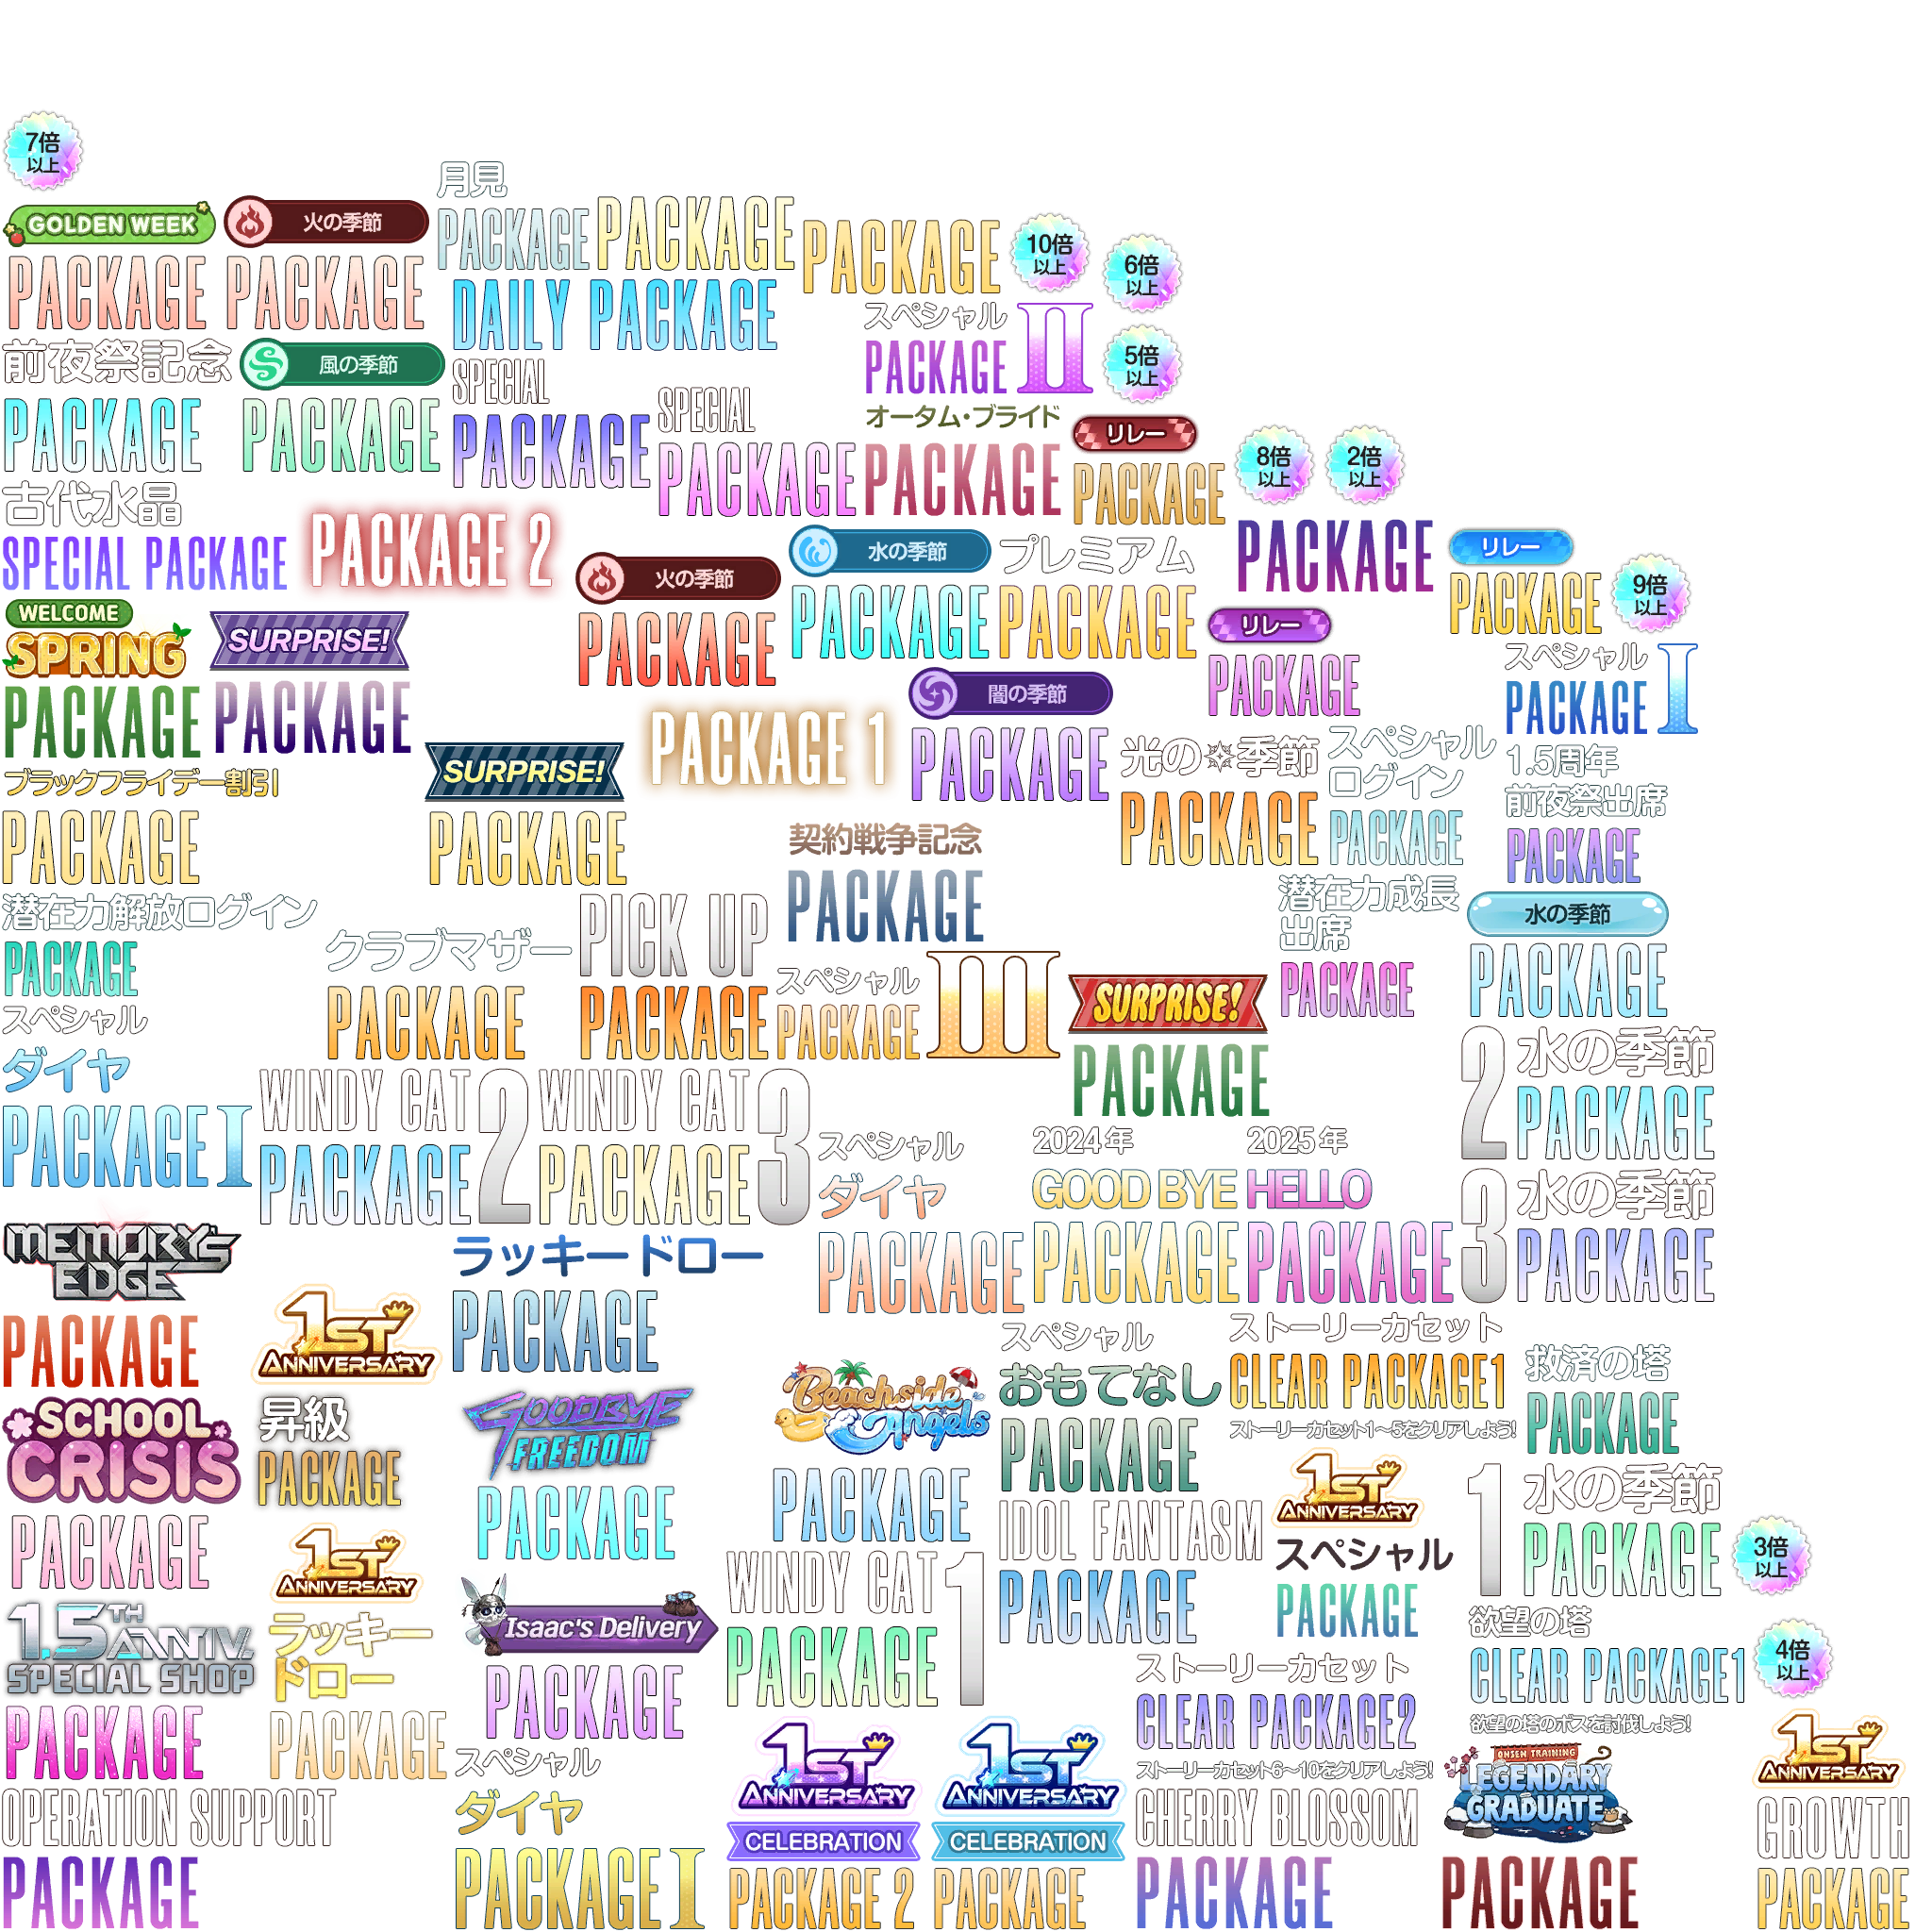 7倍
以上
GOLDEN WEEK
PACKAGE
火の季節
PACKAGE
月見
PACKAGE
PACKAGE
DAILY PACKAGE
PACKAGE
10倍
以上
6倍
以上
スペシャル
PACKAGE II
5倍
以上
前夜祭記念
PACKAGE
風の季節
PACKAGE
SPECIAL
PACKAGE
SPECIAL
PACKAGE
オータム・ブライド
PACKAGE
リレー
PACKAGE
8倍
以上
2倍
以上
PACKAGE
古代水晶
SPECIAL PACKAGE
PACKAGE 2
火の季節
PACKAGE
水の季節
PACKAGE
プレミアム
PACKAGE
リレー
PACKAGE
リレー
PACKAGE
9倍
以上
スペシャル
PACKAGE I
WELCOME
SPRING
PACKAGE
SURPRISE!
PACKAGE
SURPRISE!
PACKAGE
PACKAGE 1
闇の季節
PACKAGE
光の季節
PACKAGE
スペシャル
ログイン
PACKAGE
1.5周年
前夜祭出席
PACKAGE
ブラックフライデー割引
PACKAGE
契約戦争記念
PACKAGE
潜在力解放ログイン
PACKAGE
クラブマザー
PACKAGE
PICK UP
PACKAGE
スペシャル
PACKAGE III
SURPRISE!
PACKAGE
潜在力成長
出席
PACKAGE
水の季節
PACKAGE
スペシャル
ダイヤ
PACKAGE I
WINDY CAT
PACKAGE 2
WINDY CAT
PACKAGE 3
スペシャル
ダイヤ
PACKAGE
2024年
GOOD BYE
PACKAGE
2025年
HELLO
PACKAGE
2 水の季節
PACKAGE
3 水の季節
PACKAGE
MEMORY'S
EDGE
PACKAGE
1ST
ANNIVERSARY
昇級
PACKAGE
ラッキードロー
PACKAGE
GOODBYE
FREEDOM
PACKAGE
Beachside
Angels
PACKAGE
スペシャル
おもてなし
PACKAGE
ストーリーカセット
CLEAR PACKAGE1
ストーリーカセット1～5をクリアしよう!
救済の塔
PACKAGE
SCHOOL
CRISIS
PACKAGE
1ST
ANNIVERSARY
ラッキー
ドロー
PACKAGE
Isaac's Delivery
PACKAGE
WINDY CAT
PACKAGE 1
IDOL FANTASM
PACKAGE
1ST
ANNIVERSARY
スペシャル
PACKAGE
1 水の季節
PACKAGE
3倍
以上
1.5TH
ANNIV.
SPECIAL SHOP
PACKAGE
ストーリーカセット
CLEAR PACKAGE2
ストーリーカセット6～10をクリアしよう!
欲望の塔
CLEAR PACKAGE1
欲望の塔のボスを討伐しよう!
4倍
以上
OPERATION SUPPORT
PACKAGE
スペシャル
ダイヤ
PACKAGE I
1ST
ANNIVERSARY
CELEBRATION
PACKAGE 2
1ST
ANNIVERSARY
CELEBRATION
PACKAGE
CHERRY BLOSSOM
PACKAGE
ONSEN TRAINING
LEGENDARY
GRADUATE
PACKAGE
1ST
ANNIVERSARY
GROWTH
PACKAGE